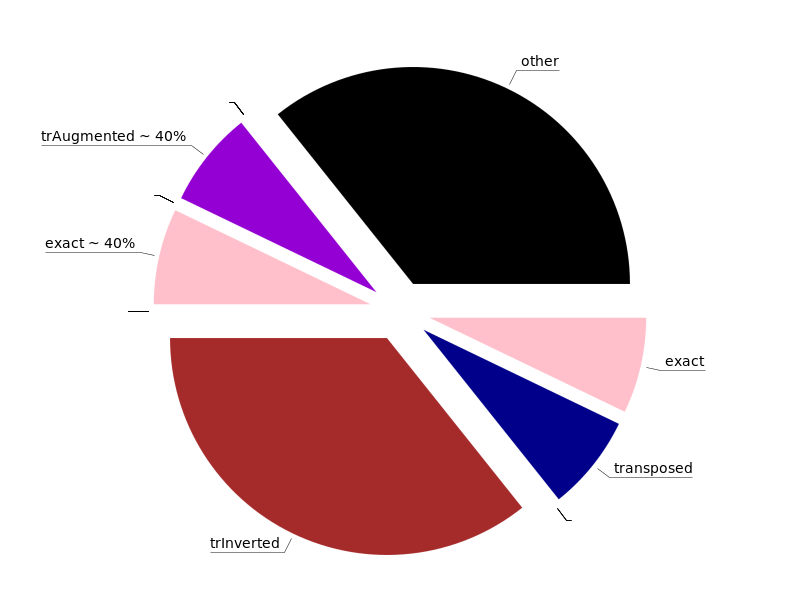 other
trAugmented ~ 40%
exact ~ 40%
exact
transposed
trInverted